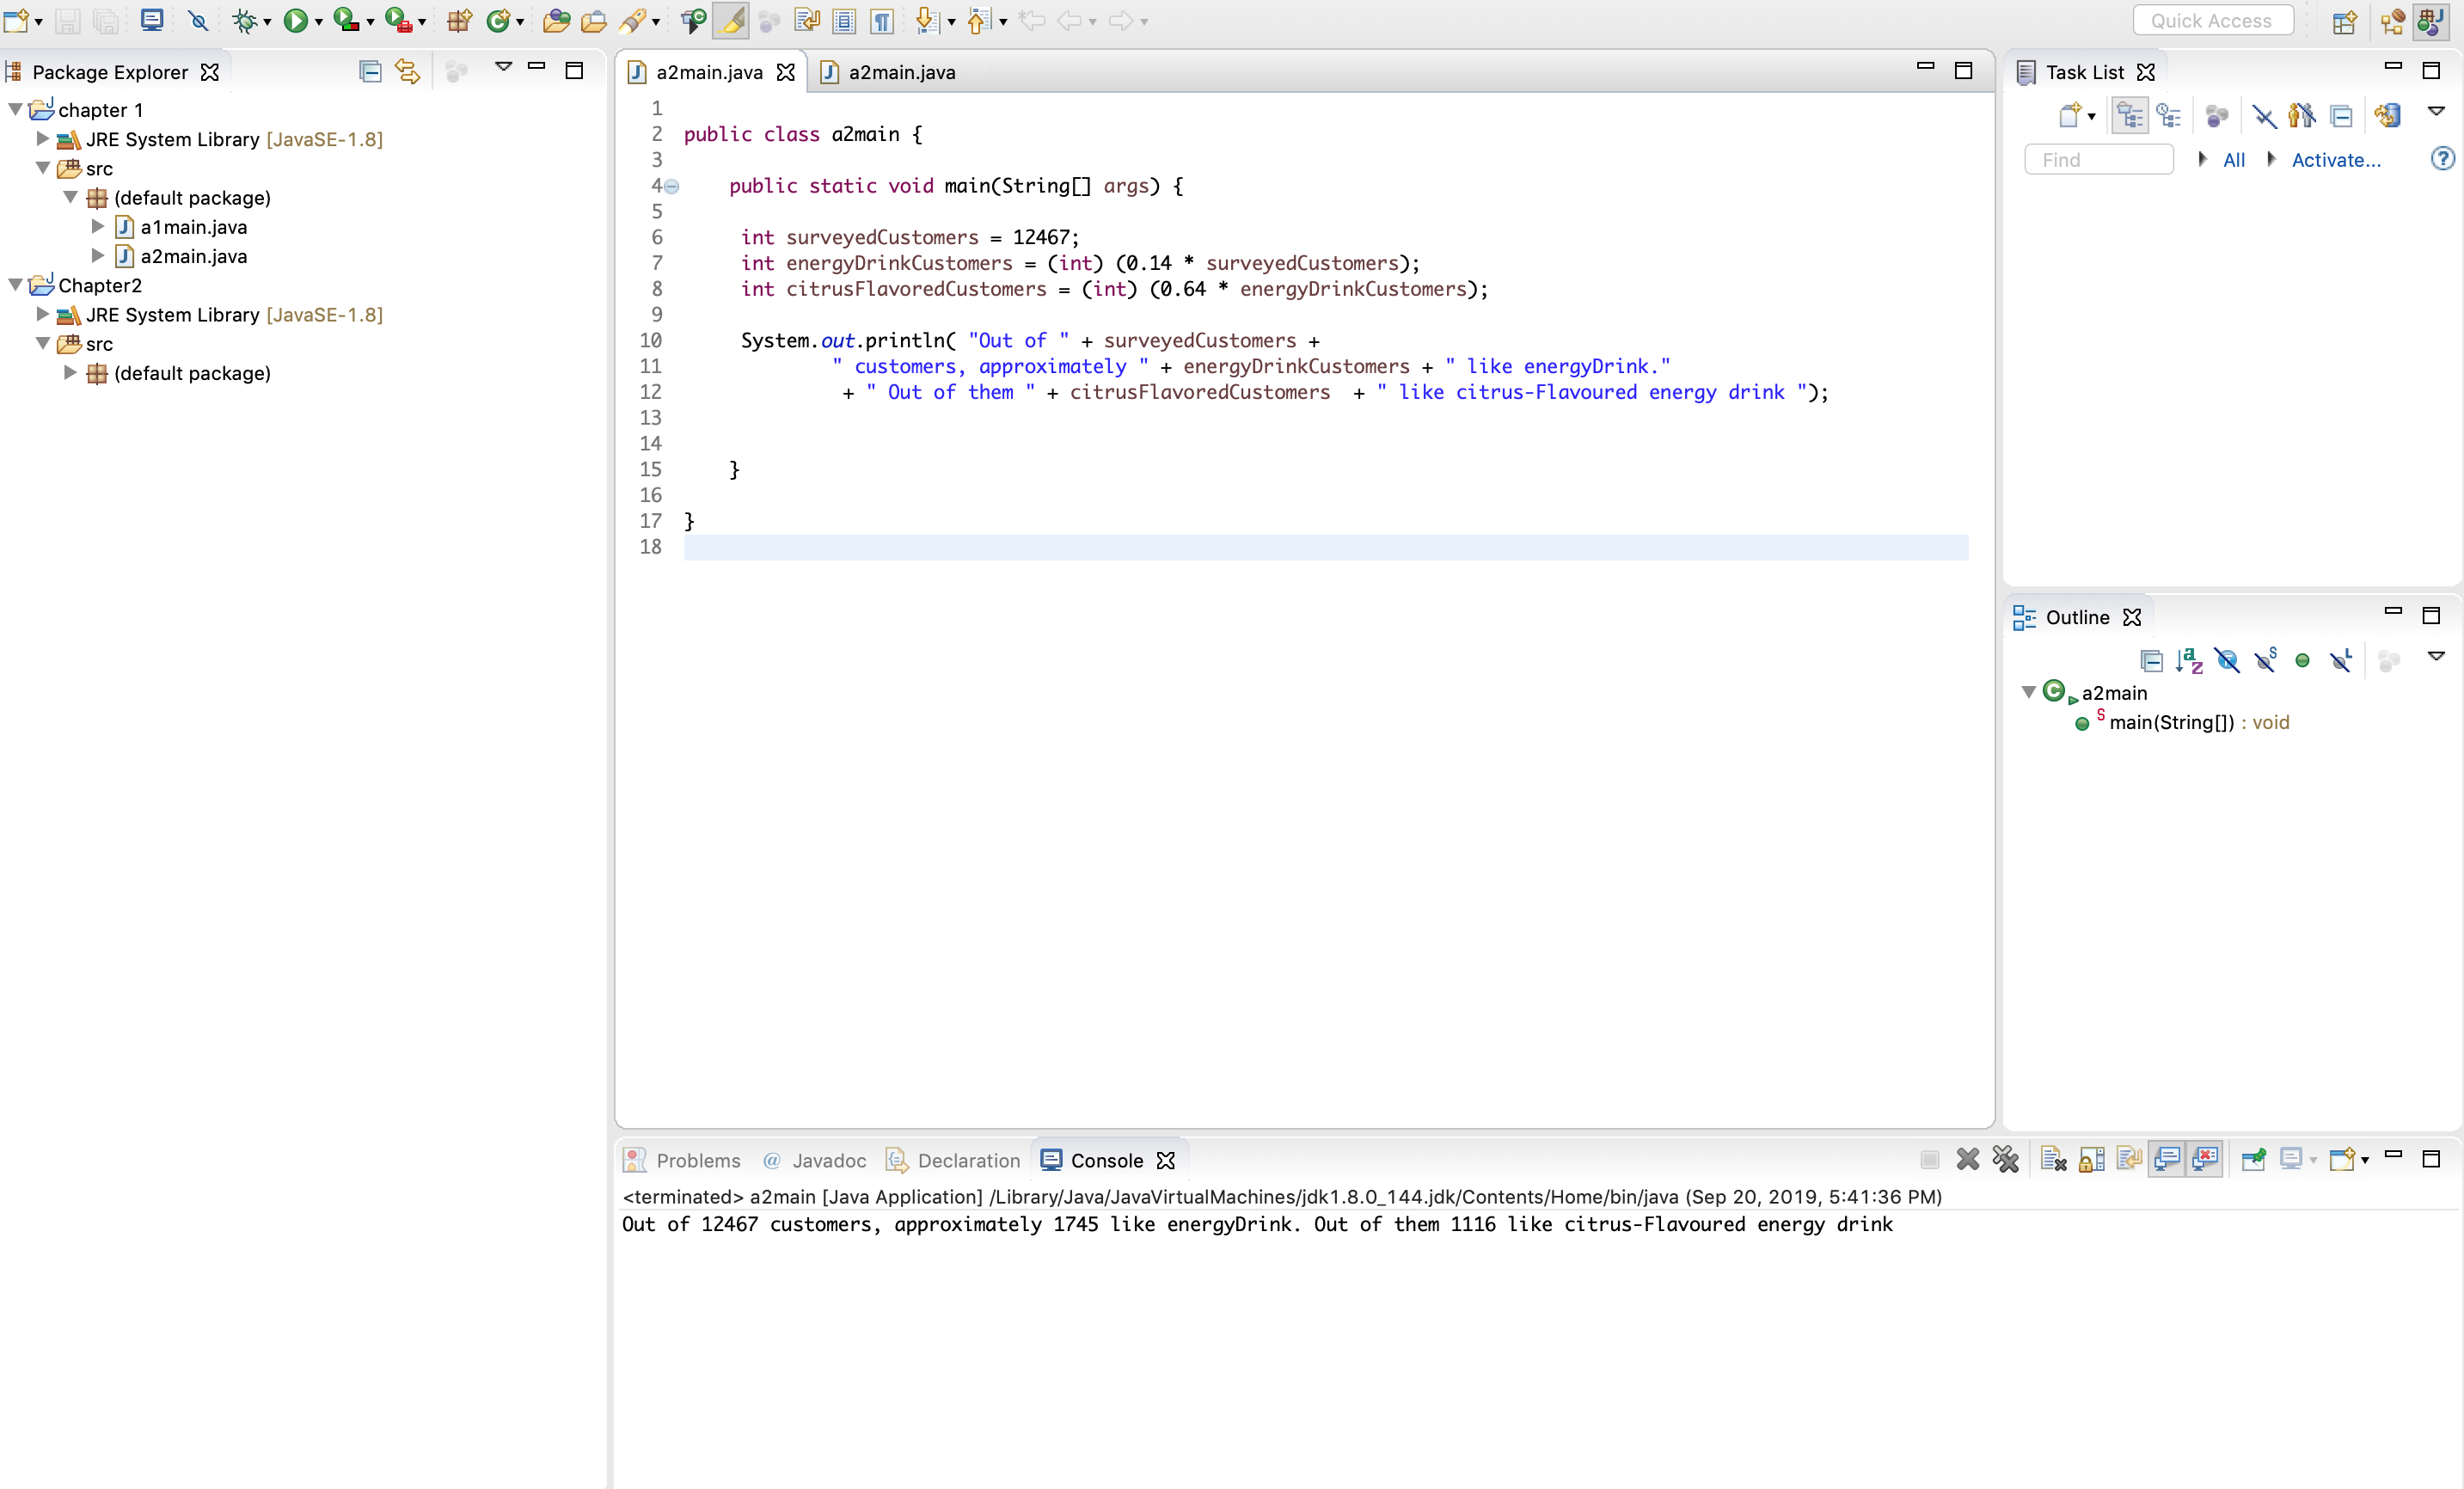 Quick Access
Package Explorer
chapter 1
JRE System Library [JavaSE-1.8]
src
(default package)
a1main.java
a2main.java
Chapter2
JRE System Library [JavaSE-1.8]
src
(default package)
a2main.java
a2main.java
1
2 public class a2main {
3
4 public static void main(String[] args) {
5
6 int surveyedCustomers = 12467;
7 int energyDrinkCustomers = (int) (0.14 * surveyedCustomers);
8 int citrusFlavoredCustomers = (int) (0.64 * energyDrinkCustomers);
9
10 System.out.println( "Out of " + surveyedCustomers +
11 " customers, approximately " + energyDrinkCustomers + " like energyDrink."
12 + " Out of them " + citrusFlavoredCustomers  + " like citrus-Flavoured energy drink ");
13
14
15 }
16
17 }
18
Task List
Find
All
Activate...
Outline
a2main
main(String[]) : void
Problems
@ Javadoc
Declaration
Console
<terminated> a2main [Java Application] /Library/Java/JavaVirtualMachines/jdk1.8.0_144.jdk/Contents/Home/bin/java (Sep 20, 2019, 5:41:36 PM)
Out of 12467 customers, approximately 1745 like energyDrink. Out of them 1116 like citrus-Flavoured energy drink